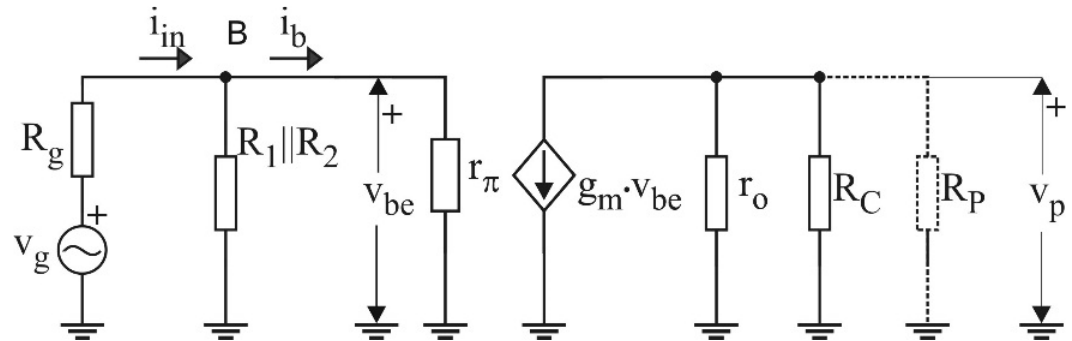 i_in B i_b
+ +
R_g R_1||R_2 r_π g_m·v_be r_o R_C R_P v_p
v_be
+
v_g